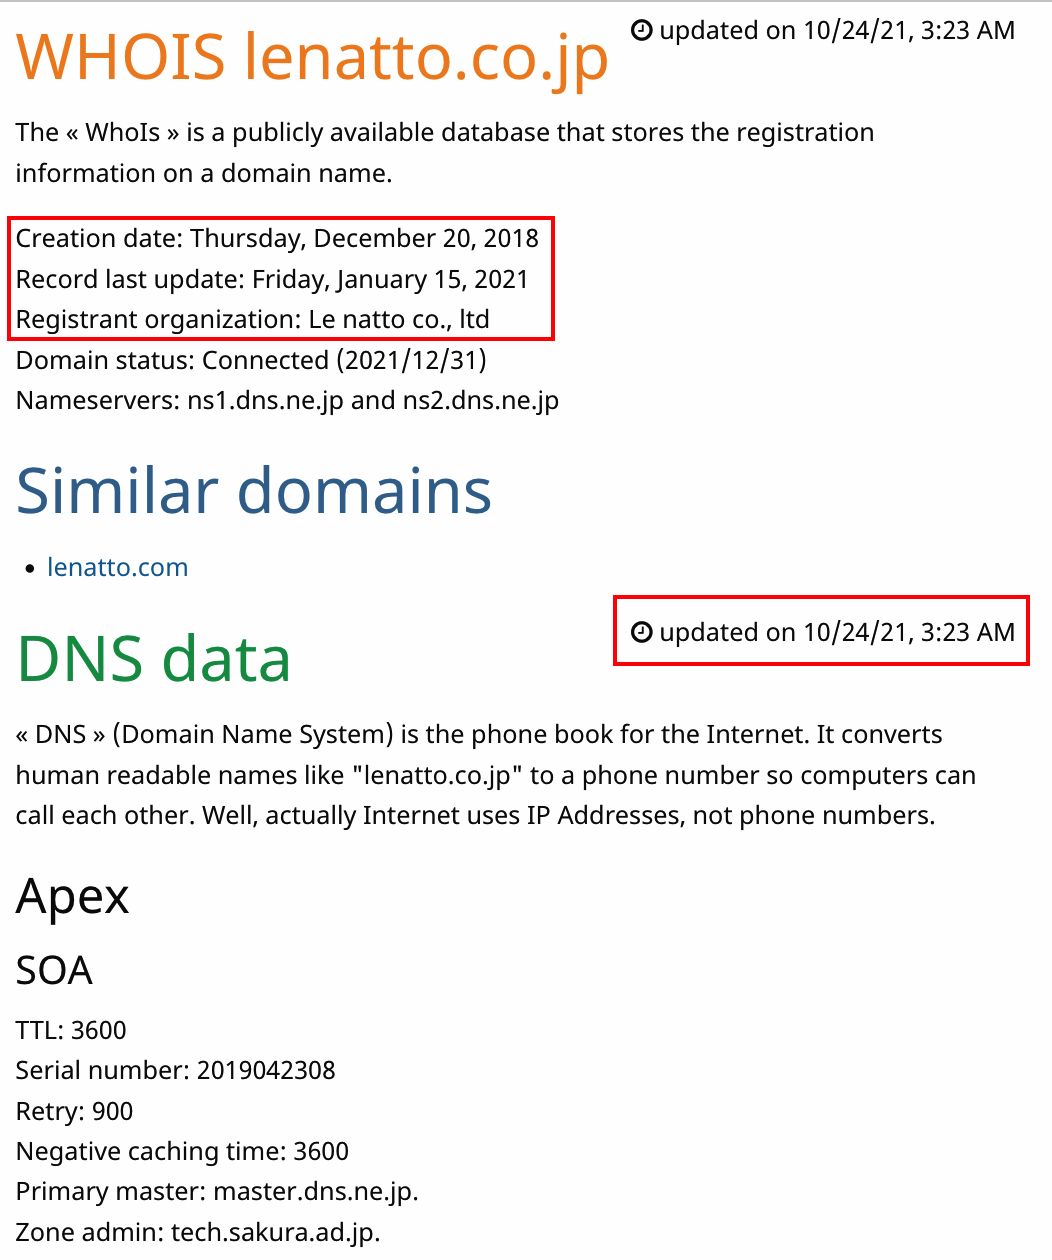 WHOIS lenatto.co.jp
updated on 10/24/21, 3:23 AM
The « WhoIs » is a publicly available database that stores the registration
information on a domain name.
Creation date: Thursday, December 20, 2018
Record last update: Friday, January 15, 2021
Registrant organization: Le natto co., ltd
Domain status: Connected (2021/12/31)
Nameservers: ns1.dns.ne.jp and ns2.dns.ne.jp
Similar domains
• lenatto.com
DNS data
updated on 10/24/21, 3:23 AM
« DNS » (Domain Name System) is the phone book for the Internet. It converts
human readable names like "lenatto.co.jp" to a phone number so computers can
call each other. Well, actually Internet uses IP Addresses, not phone numbers.
Apex
SOA
TTL: 3600
Serial number: 2019042308
Retry: 900
Negative caching time: 3600
Primary master: master.dns.ne.jp.
Zone admin: tech.sakura.ad.jp.